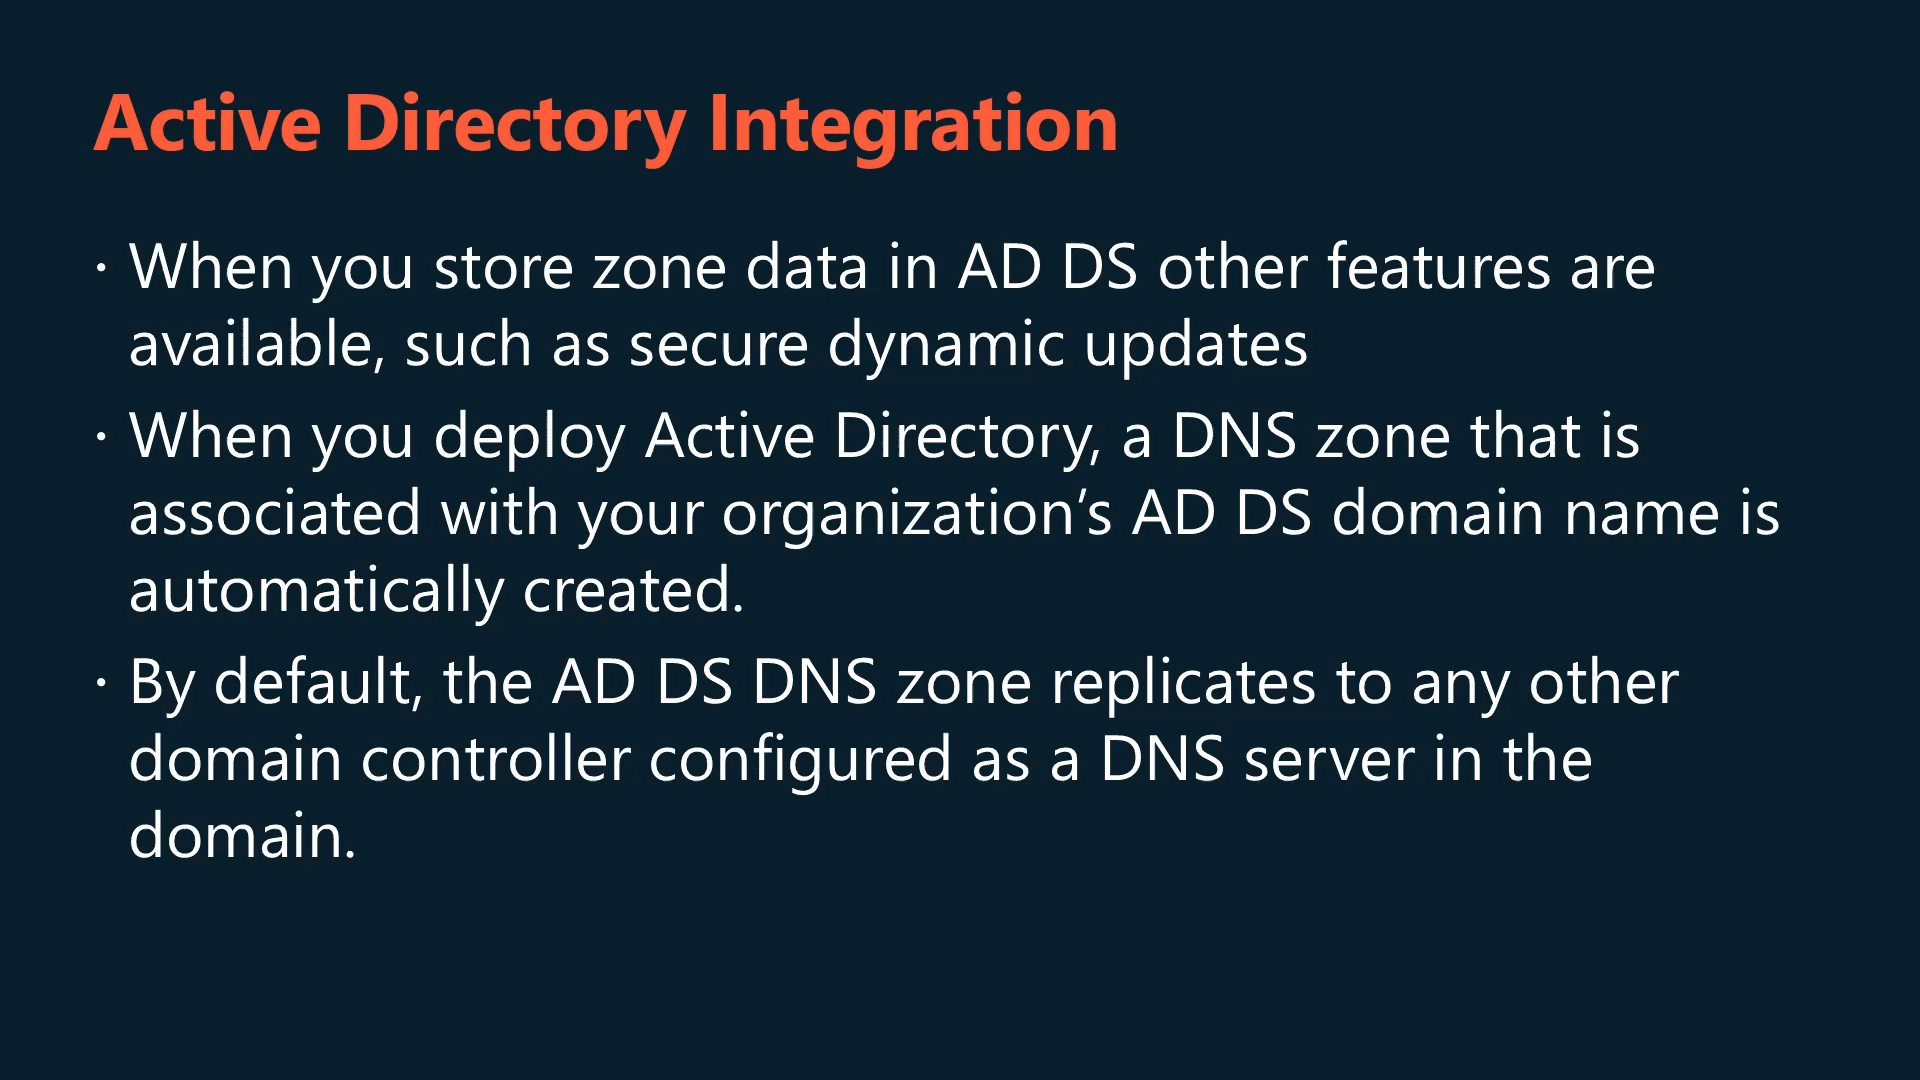 Active Directory Integration
· When you store zone data in AD DS other features are
available, such as secure dynamic updates
· When you deploy Active Directory, a DNS zone that is
associated with your organization’s AD DS domain name is
automatically created.
· By default, the AD DS DNS zone replicates to any other
domain controller configured as a DNS server in the
domain.